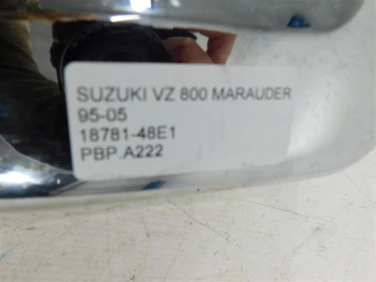 SUZUKI VZ 800 MARAUDER
95-05
18781-48E1
PBP.A222